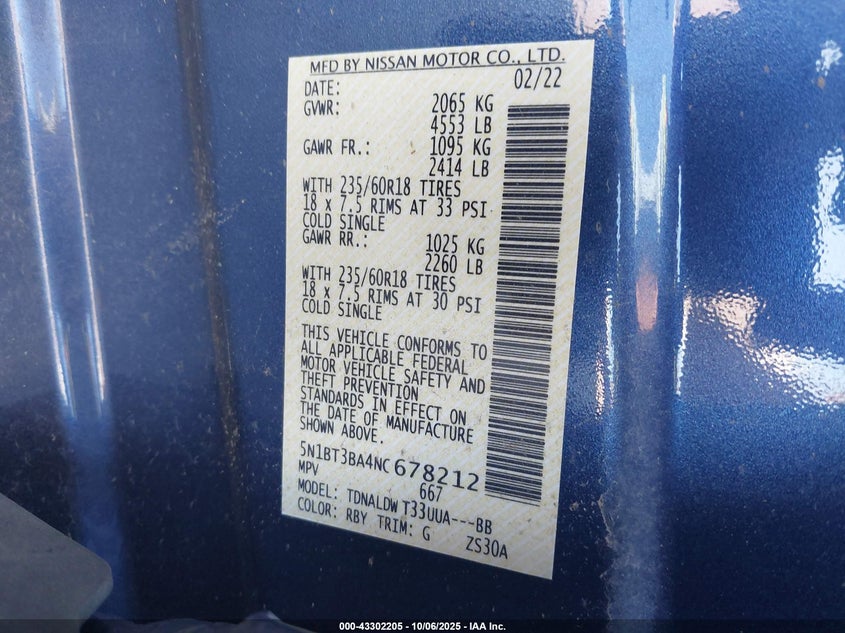 MFD BY NISSAN MOTOR CO., LTD.
DATE: 02/22
GVWR: 2065 KG
4553 LB
GAWR FR.: 1095 KG
2414 LB
WITH 235/60R18 TIRES
18 x 7.5 RIMS AT 33 PSI
COLD SINGLE
GAWR RR.: 1025 KG
2260 LB
WITH 235/60R18 TIRES
18 x 7.5 RIMS AT 30 PSI
COLD SINGLE
THIS VEHICLE CONFORMS TO
ALL APPLICABLE FEDERAL
MOTOR VEHICLE SAFETY AND
THEFT PREVENTION
STANDARDS IN EFFECT ON
THE DATE OF MANUFACTURE
SHOWN ABOVE.
5N1BT3BA4NC678212
MPV 667
MODEL: TDNALDW T33UUA---BB
COLOR: RBY TRIM: G ZS30A
000-43302205 - 10/06/2025 - IAA Inc.